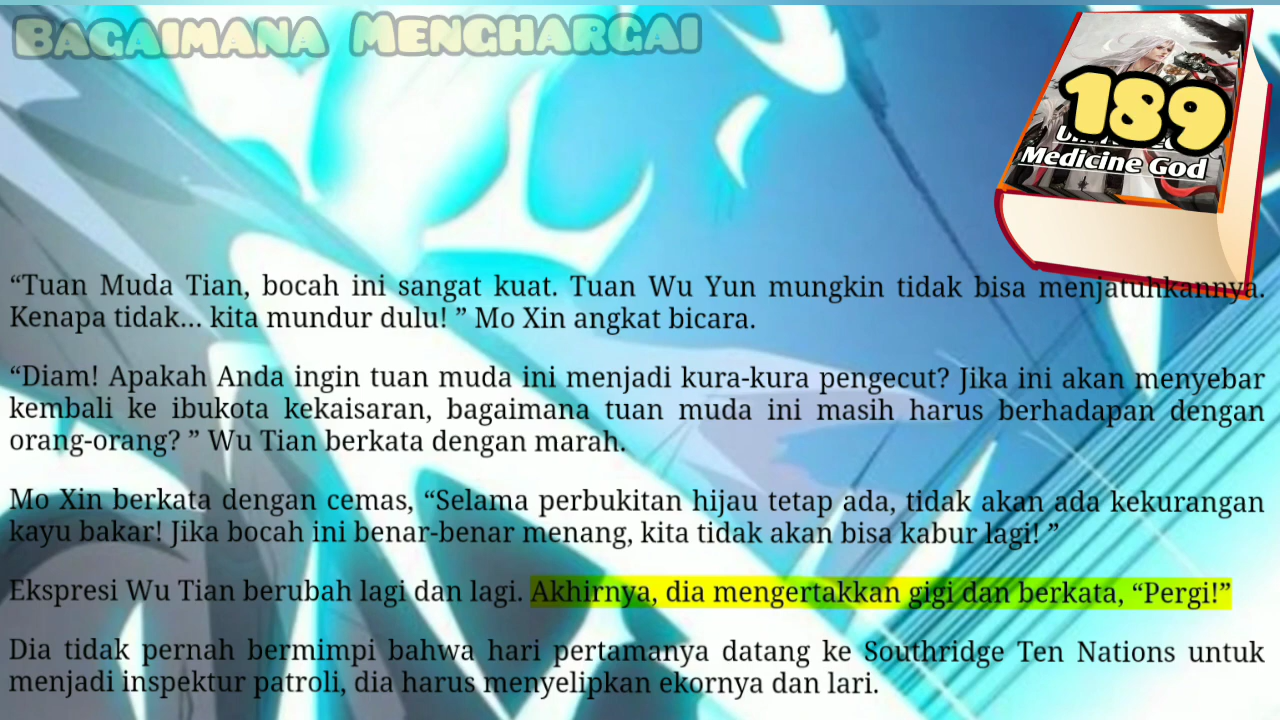 Bagaimana Menghargai
189
Medicine God
“Tuan Muda Tian, bocah ini sangat kuat. Tuan Wu Yun mungkin tidak bisa menjatuhkannya.
Kenapa tidak... kita mundur dulu! ” Mo Xin angkat bicara.
“Diam! Apakah Anda ingin tuan muda ini menjadi kura-kura pengecut? Jika ini akan menyebar
kembali ke ibukota kekaisaran, bagaimana tuan muda ini masih harus berhadapan dengan
orang-orang? ” Wu Tian berkata dengan marah.
Mo Xin berkata dengan cemas, “Selama perbukitan hijau tetap ada, tidak akan ada kekurangan
kayu bakar! Jika bocah ini benar-benar menang, kita tidak akan bisa kabur lagi! ”
Ekspresi Wu Tian berubah lagi dan lagi. Akhirnya, dia mengertakkan gigi dan berkata, “Pergi!”
Dia tidak pernah bermimpi bahwa hari pertamanya datang ke Southridge Ten Nations untuk
menjadi inspektur patroli, dia harus menyelipkan ekornya dan lari.